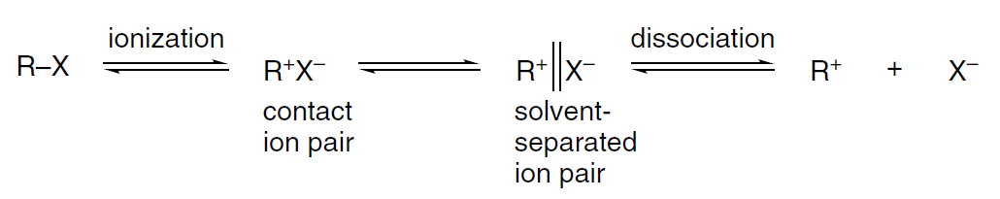 ionization
dissociation
R–X
R⁺X⁻
R⁺‖X⁻
R⁺ + X⁻
contact
ion pair
solvent-
separated
ion pair